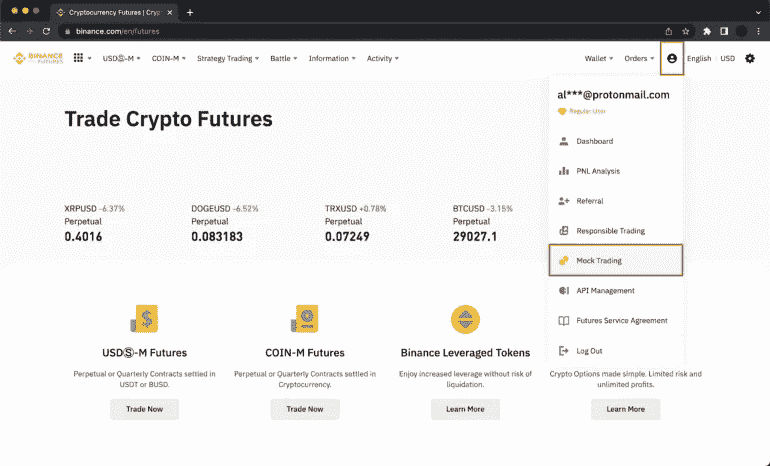 Cryptocurrency Futures | Cryp
binance.com/en/futures
BINANCE
FUTURES
USDⓈ-M
COIN-M
Strategy Trading
Battle
Information
Activity
Wallet
Orders
English
USD
al***@protonmail.com
Regular User
Dashboard
PNL Analysis
Referral
Responsible Trading
Mock Trading
API Management
Futures Service Agreement
Log Out
Trade Crypto Futures
XRPUSD -6.37%
Perpetual
0.4016
DOGEUSD -6.52%
Perpetual
0.083183
TRXUSD +0.78%
Perpetual
0.07249
BTCUSD -3.15%
Perpetual
29027.1
USDⓈ-M Futures
Perpetual or Quarterly Contracts settled in
USDT or BUSD.
Trade Now
COIN-M Futures
Perpetual or Quarterly Contracts settled in
Cryptocurrency.
Trade Now
Binance Leveraged Tokens
Enjoy increased leverage without risk of
liquidation.
Learn More
Crypto Options made simple. Limited risk and
unlimited profits.
Learn More